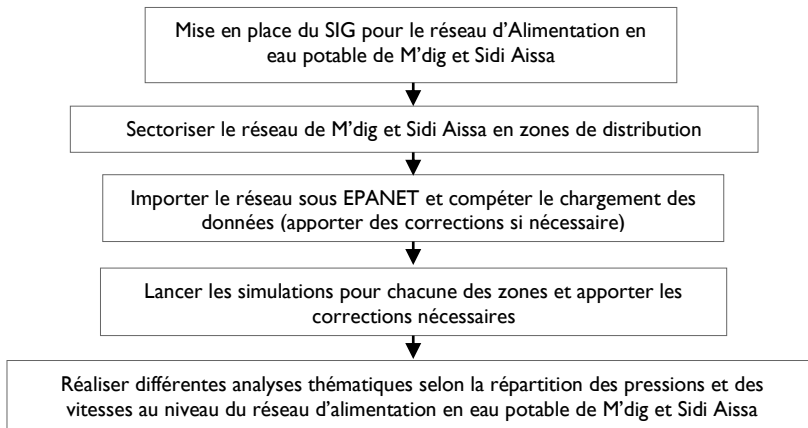 Mise en place du SIG pour le réseau d’Alimentation en
eau potable de M’dig et Sidi Aissa
Sectoriser le réseau de M’dig et Sidi Aissa en zones de distribution
Importer le réseau sous EPANET et compéter le chargement des
données (apporter des corrections si nécessaire)
Lancer les simulations pour chacune des zones et apporter les
corrections nécessaires
Réaliser différentes analyses thématiques selon la répartition des pressions et des
vitesses au niveau du réseau d’alimentation en eau potable de M’dig et Sidi Aissa